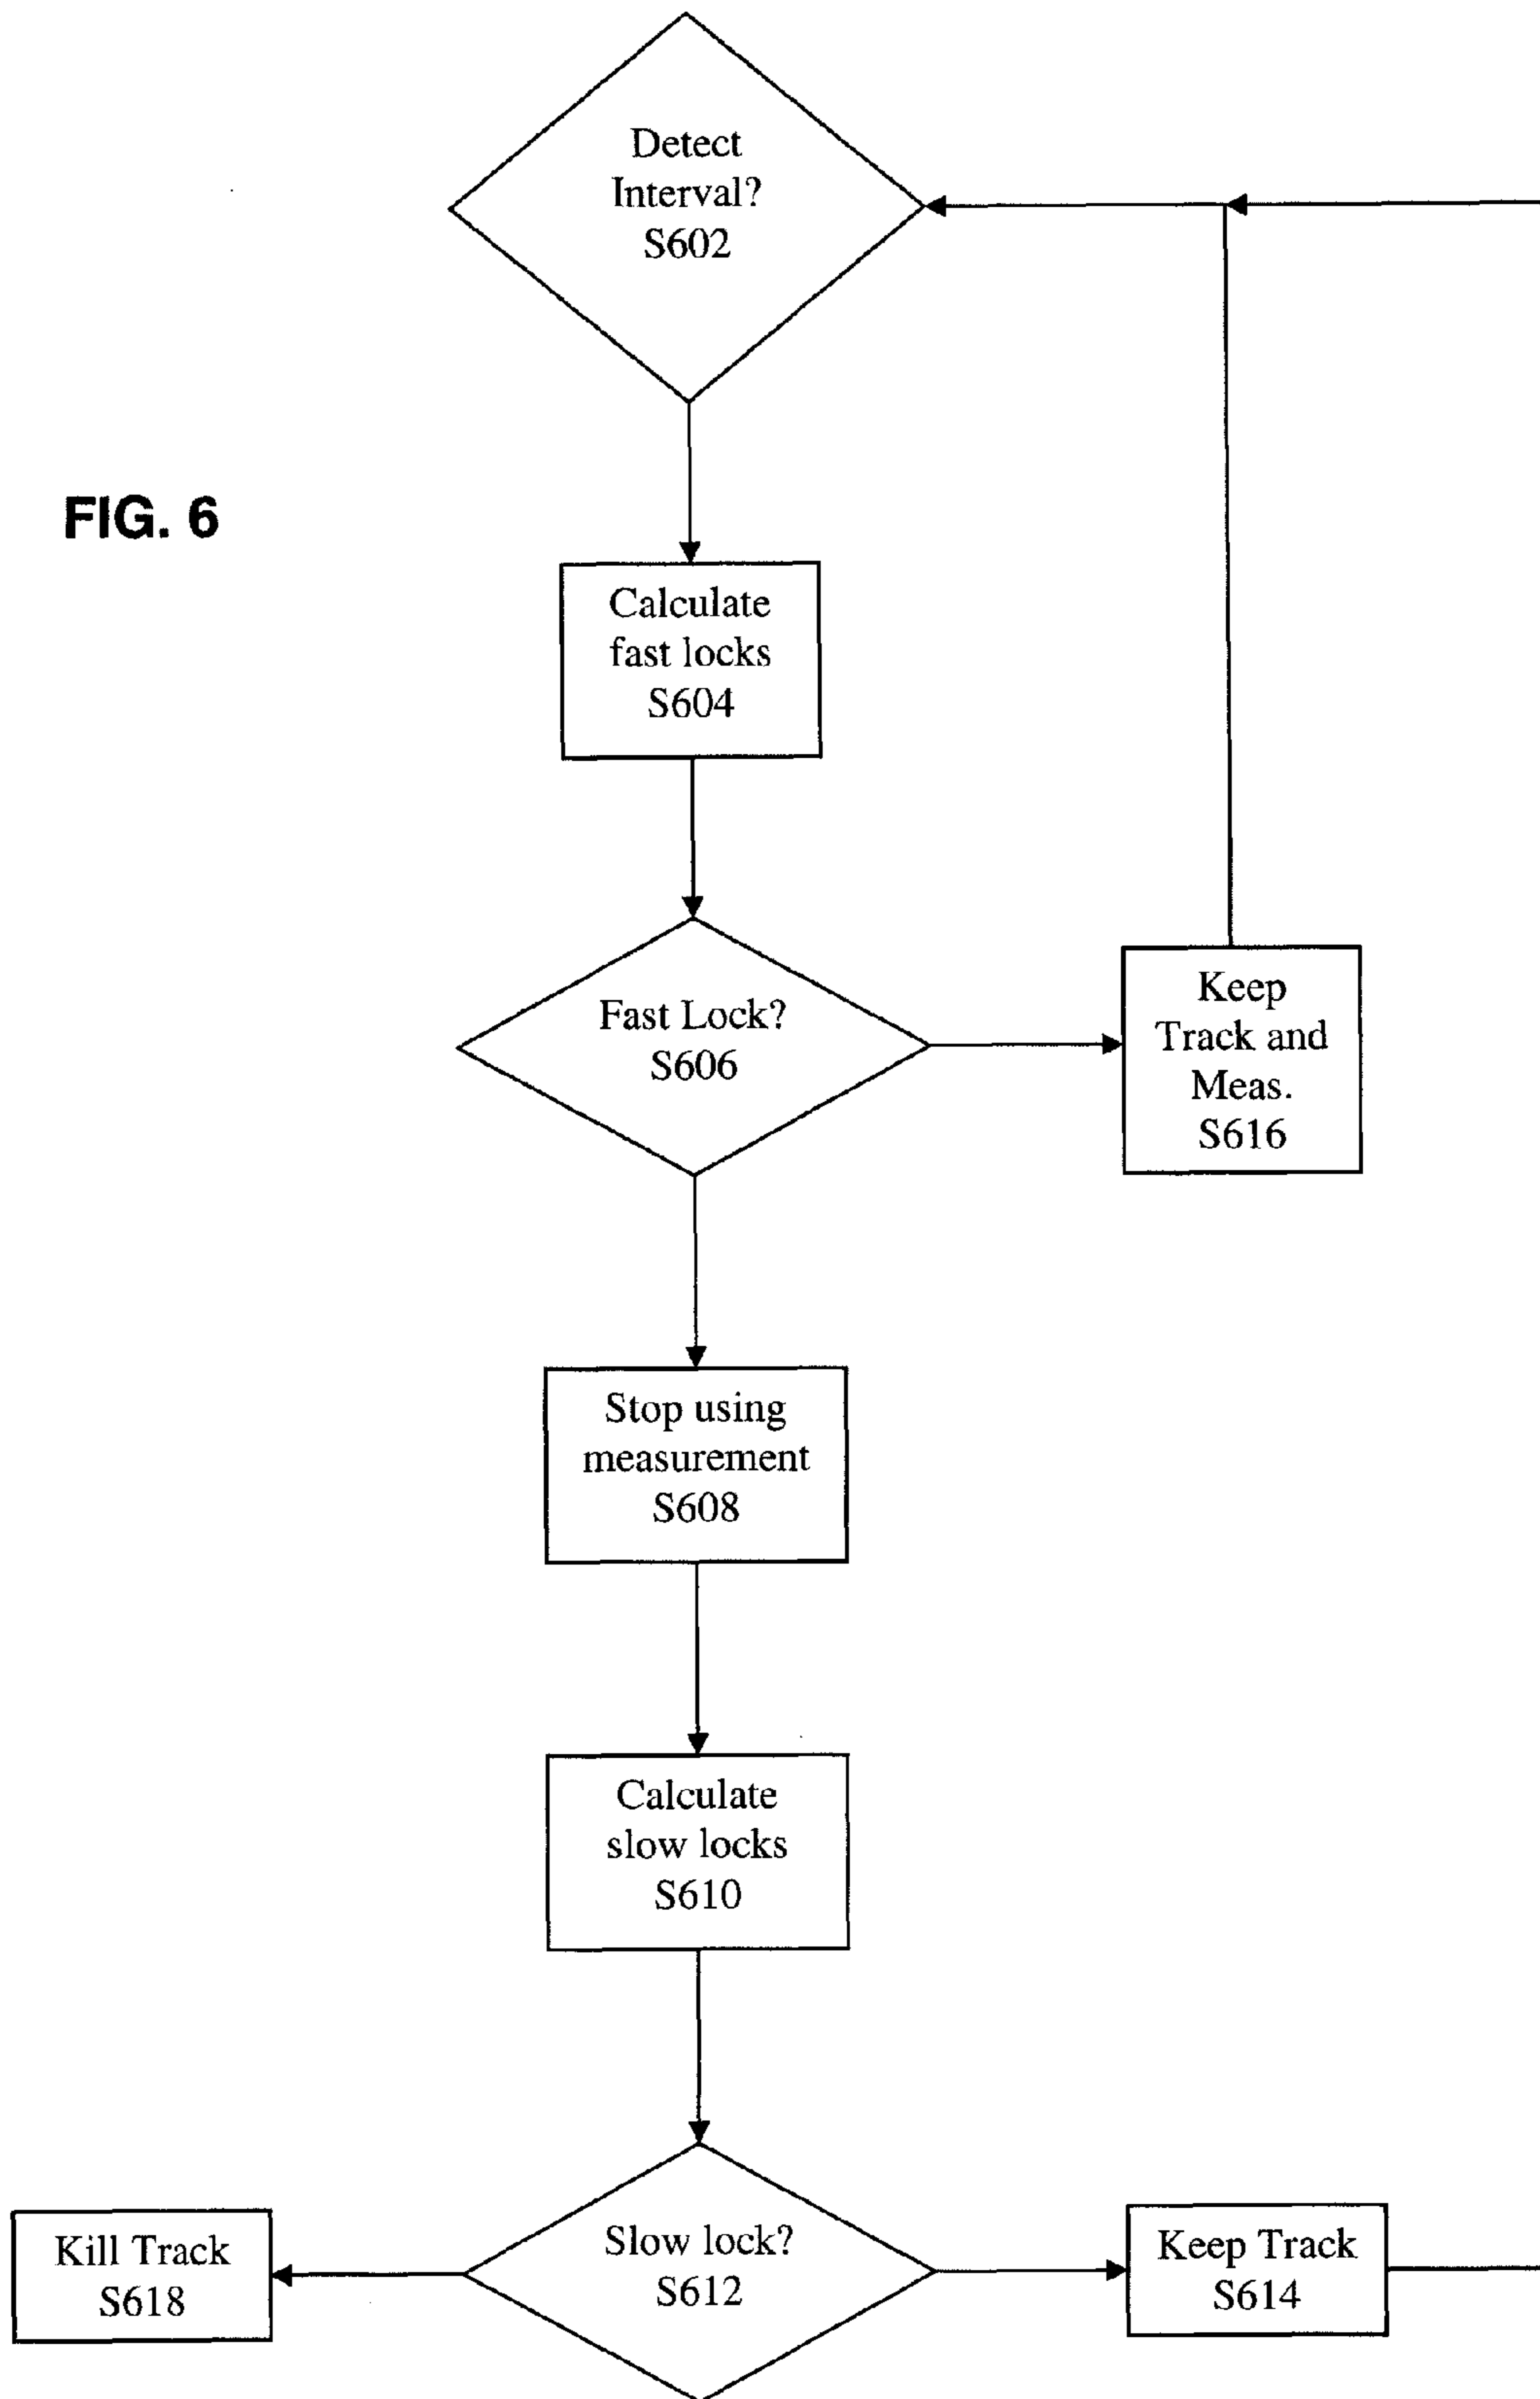 Detect
Interval?
S602
FIG. 6
Calculate
fast locks
S604
Fast Lock?
S606
Keep
Track and
Meas.
S616
Stop using
measurement
S608
Calculate
slow locks
S610
Slow lock?
S612
Kill Track
S618
Keep Track
S614